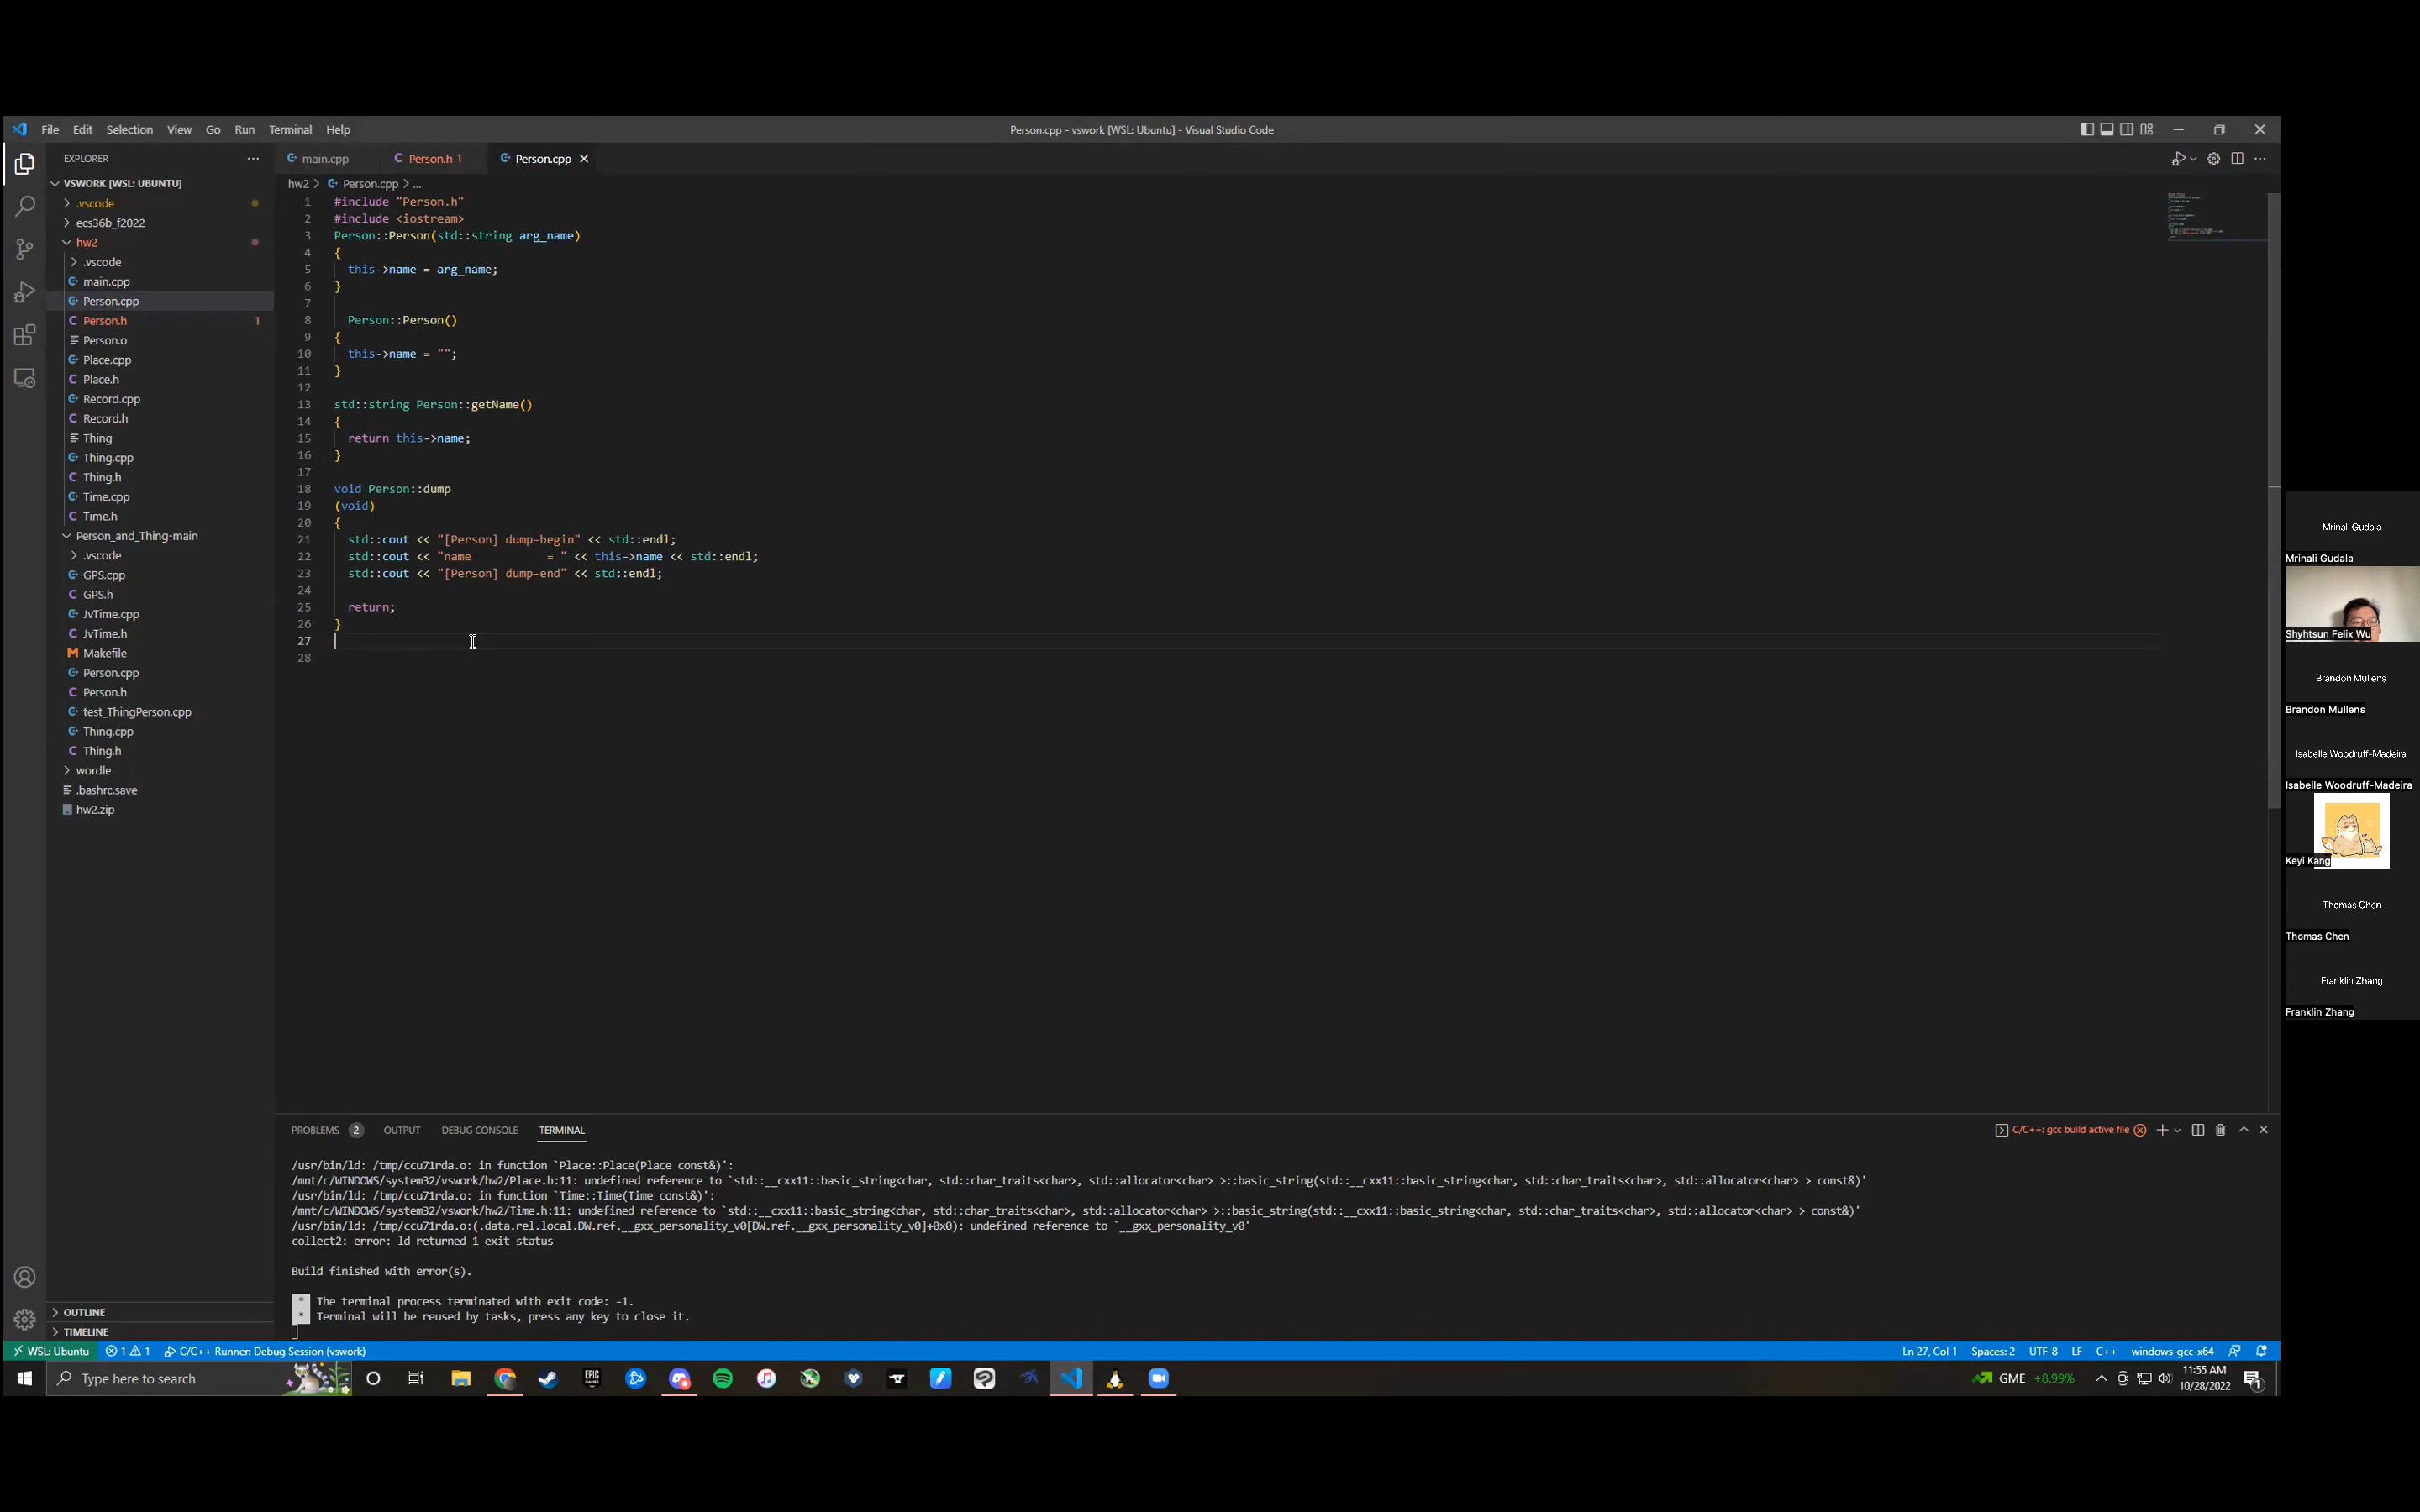 File Edit Selection View Go Run Terminal Help
Person.cpp - vswork [WSL: Ubuntu] - Visual Studio Code
EXPLORER
VSWORK [WSL: UBUNTU]
.vscode
ecs36b_f2022
hw2
.vscode
main.cpp
Person.cpp
Person.h 1
Person.o
Place.cpp
Place.h
Record.cpp
Record.h
Thing
Thing.cpp
Thing.h
Time.cpp
Time.h
Person_and_Thing-main
.vscode
GPS.cpp
GPS.h
JvTime.cpp
JvTime.h
Makefile
Person.cpp
Person.h
test_ThingPerson.cpp
Thing.cpp
Thing.h
wordle
.bashrc.save
hw2.zip
OUTLINE
TIMELINE
main.cpp Person.h 1 Person.cpp
hw2 > Person.cpp > ...
1 #include "Person.h"
2 #include <iostream>
3 Person::Person(std::string arg_name)
4 {
5 this->name = arg_name;
6 }
7
8 Person::Person()
9 {
10 this->name = "";
11 }
12
13 std::string Person::getName()
14 {
15 return this->name;
16 }
17
18 void Person::dump
19 (void)
20 {
21 std::cout << "[Person] dump-begin" << std::endl;
22 std::cout << "name           = " << this->name << std::endl;
23 std::cout << "[Person] dump-end" << std::endl;
24
25 return;
26 }
27
28
PROBLEMS 2 OUTPUT DEBUG CONSOLE TERMINAL
C/C++: gcc build active file
/usr/bin/ld: /tmp/ccu71rda.o: in function `Place::Place(Place const&)':
/mnt/c/WINDOWS/system32/vswork/hw2/Place.h:11: undefined reference to `std::__cxx11::basic_string<char, std::char_traits<char>, std::allocator<char> >::basic_string(std::__cxx11::basic_string<char, std::char_traits<char>, std::allocator<char> > const&)'
/usr/bin/ld: /tmp/ccu71rda.o: in function `Time::Time(Time const&)':
/mnt/c/WINDOWS/system32/vswork/hw2/Time.h:11: undefined reference to `std::__cxx11::basic_string<char, std::char_traits<char>, std::allocator<char> >::basic_string(std::__cxx11::basic_string<char, std::char_traits<char>, std::allocator<char> > const&)'
/usr/bin/ld: /tmp/ccu71rda.o:(.data.rel.local.DW.ref.__gxx_personality_v0[DW.ref.__gxx_personality_v0]+0x0): undefined reference to `__gxx_personality_v0'
collect2: error: ld returned 1 exit status
Build finished with error(s).
* The terminal process terminated with exit code: -1.
* Terminal will be reused by tasks, press any key to close it.
WSL: Ubuntu 1 1 C/C++ Runner: Debug Session (vswork)
Ln 27, Col 1 Spaces: 2 UTF-8 LF C++ windows-gcc-x64
Type here to search
EPIC GAMES
GME +8.99%
11:55 AM
10/28/2022
1
Mrinali Gudala
Mrinali Gudala
Shyhtsun Felix Wu
Brandon Mullens
Brandon Mullens
Isabelle Woodruff-Madeira
Isabelle Woodruff-Madeira
Keyi Kang
Thomas Chen
Thomas Chen
Franklin Zhang
Franklin Zhang